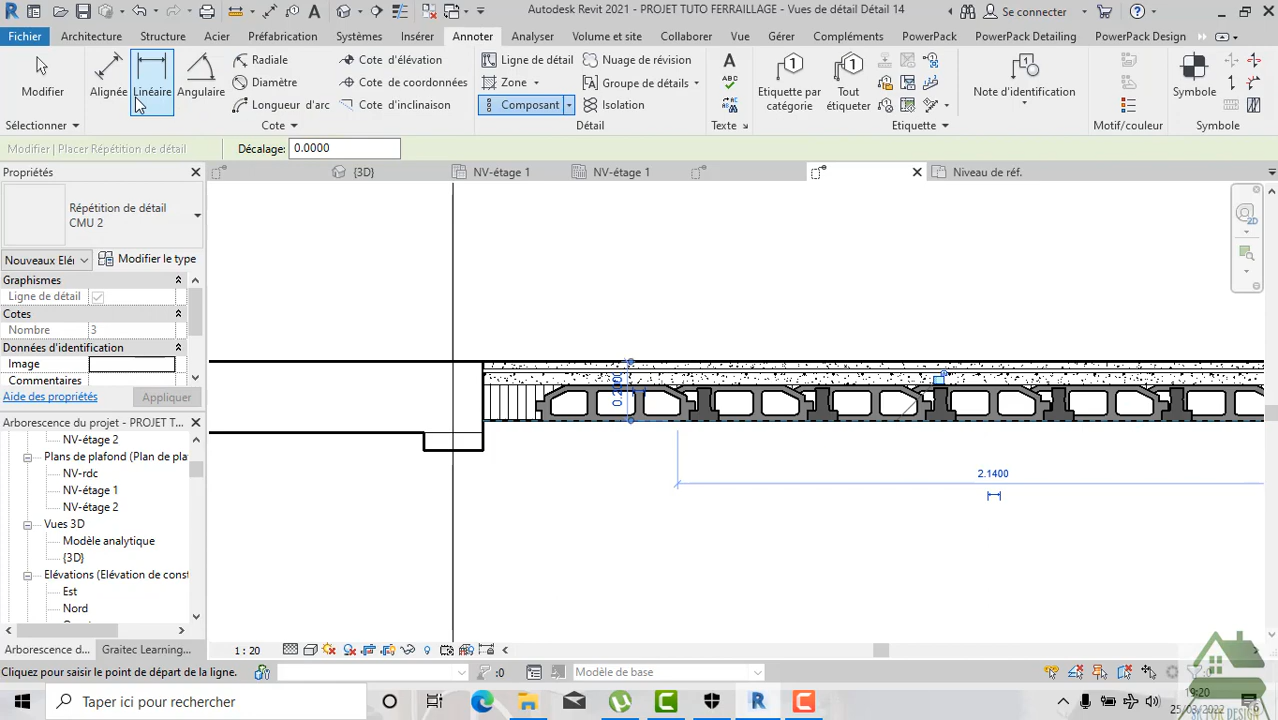 Autodesk Revit 2021 - PROJET TUTO FERRAILLAGE - Vues de détail Détail 14
Se connecter
Fichier Architecture Structure Acier Préfabrication Systèmes Insérer Annoter Analyser Volume et site Collaborer Vue Gérer Compléments PowerPack PowerPack Detailing PowerPack Design
Modifier
Alignée Linéaire Angulaire
Radiale
Diamètre
Longueur d'arc
Cote d'élévation
Cote de coordonnées
Cote d'inclinaison
Ligne de détail
Zone
Composant
Nuage de révision
Groupe de détails
Isolation
Etiquette par
catégorie
Tout
étiqueter
Note d'identification
Symbole
Sélectionner
Cote
Détail
Texte
Etiquette
Motif/couleur
Symbole
Modifier | Placer Répétition de détail
Décalage: 0.0000
Propriétés
{3D}
NV-étage 1
NV-étage 1
Niveau de réf.
Répétition de détail
CMU 2
Nouveaux Elé
Modifier le type
Graphismes
Ligne de détail
Cotes
Nombre 3
Données d'identification
Image
Commentaires
Aide des propriétés
Appliquer
Arborescence du projet - PROJET T...
NV-étage 2
Plans de plafond (Plan de pla
NV-rdc
NV-étage 1
NV-étage 2
Vues 3D
Modèle analytique
{3D}
Elévations (Elévation de const
Est
Nord
Arborescence d... Graitec Learning...
0.2000
2.1400
1 : 20
Cliquez pour saisir le point de départ de la ligne.
:0
Modèle de base
Taper ici pour rechercher
19:20
25/03/2022